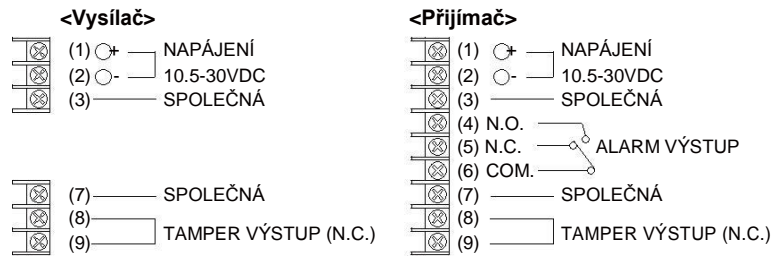 <Vysílač>
(1) + NAPÁJENÍ
(2) - 10.5-30VDC
(3) SPOLEČNÁ
(7) SPOLEČNÁ
(8)
(9) TAMPER VÝSTUP (N.C.)
<Přijímač>
(1) + NAPÁJENÍ
(2) - 10.5-30VDC
(3) SPOLEČNÁ
(4) N.O.
(5) N.C. ALARM VÝSTUP
(6) COM.
(7) SPOLEČNÁ
(8)
(9) TAMPER VÝSTUP (N.C.)